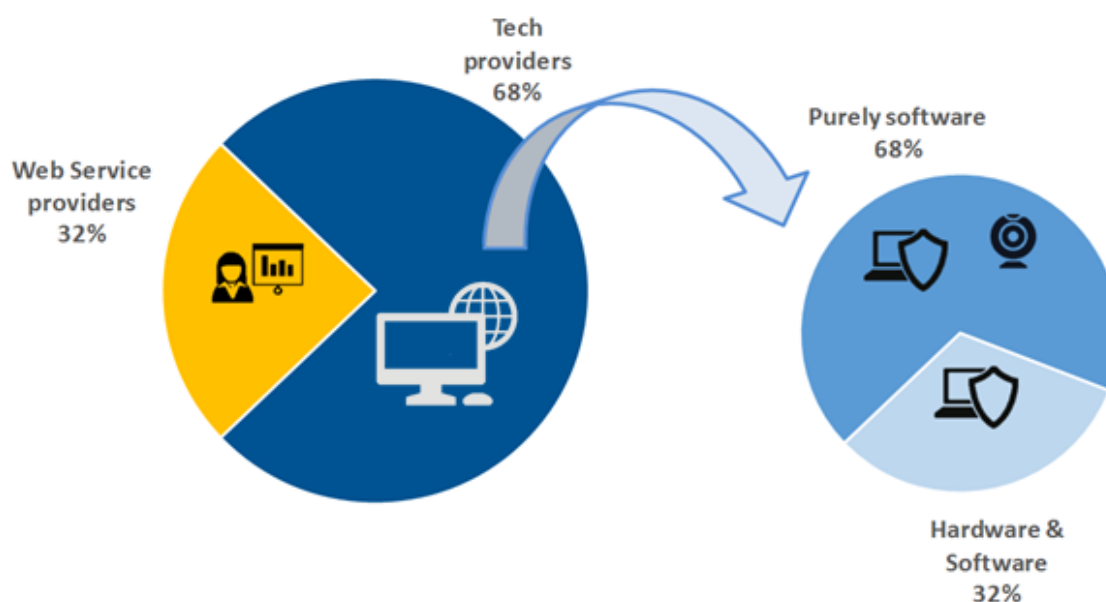 Tech
providers
68%
Web Service
providers
32%
Purely software
68%
Hardware &
Software
32%